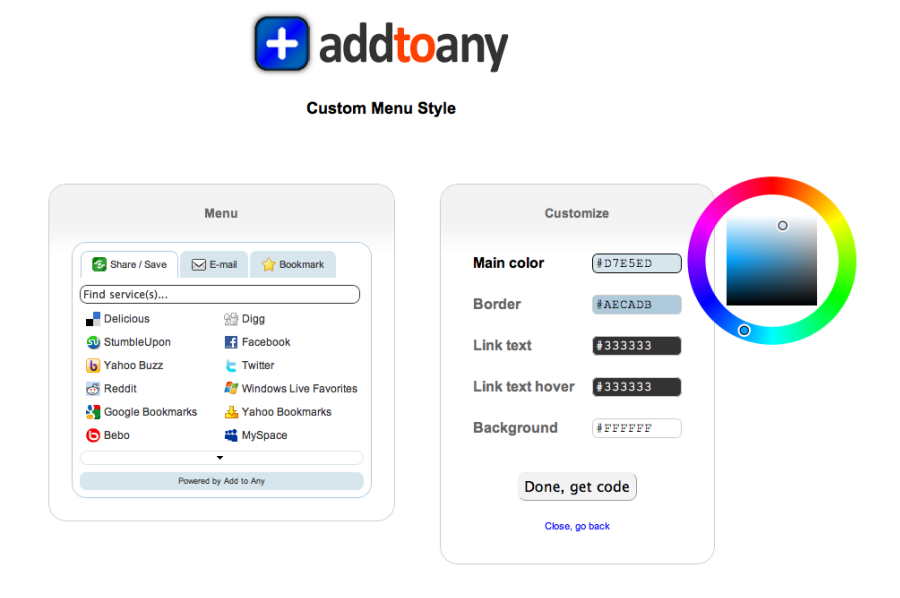 addtoany
Custom Menu Style
Menu
Share / Save
E-mail
Bookmark
Find service(s)...
Delicious
Digg
StumbleUpon
Facebook
Yahoo Buzz
Twitter
Reddit
Windows Live Favorites
Google Bookmarks
Yahoo Bookmarks
Bebo
MySpace
Powered by Add to Any
Customize
Main color #D7E5ED
Border #AECADB
Link text #333333
Link text hover #333333
Background #FFFFFF
Done, get code
Close, go back